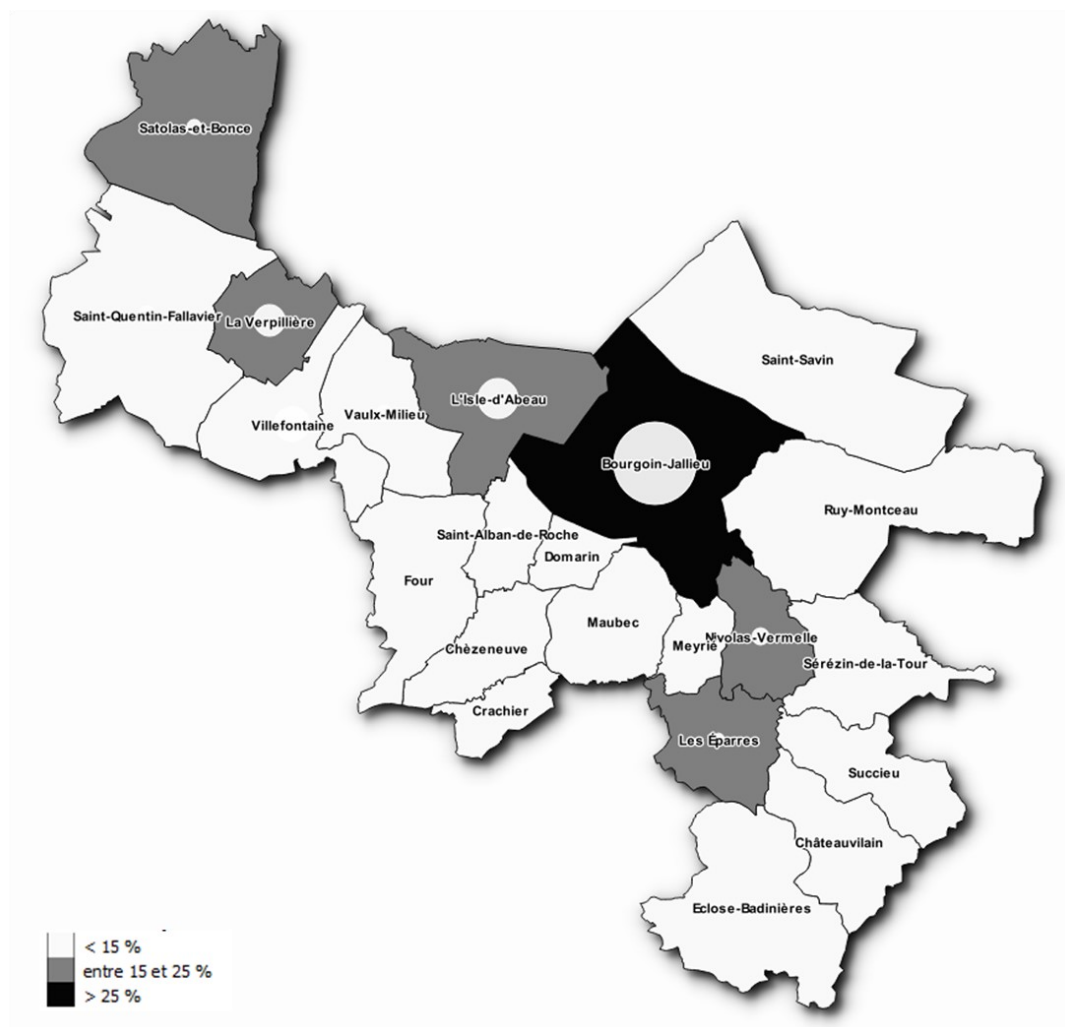 Satolas-et-Bonce
Saint-Quentin-Fallavier
La Verpillière
Saint-Savin
L'Isle-d'Abeau
Vaulx-Milieu
Villefontaine
Bourgoin-Jallieu
Ruy-Montceau
Saint-Alban-de-Roche
Domarin
Four
Maubec
Nivolas-Vermelle
Meyrié
Chèzeneuve
Sérézin-de-la-Tour
Crachier
Les Éparres
Succieu
Châteauvilain
Eclose-Badinières
< 15 %
entre 15 et 25 %
> 25 %